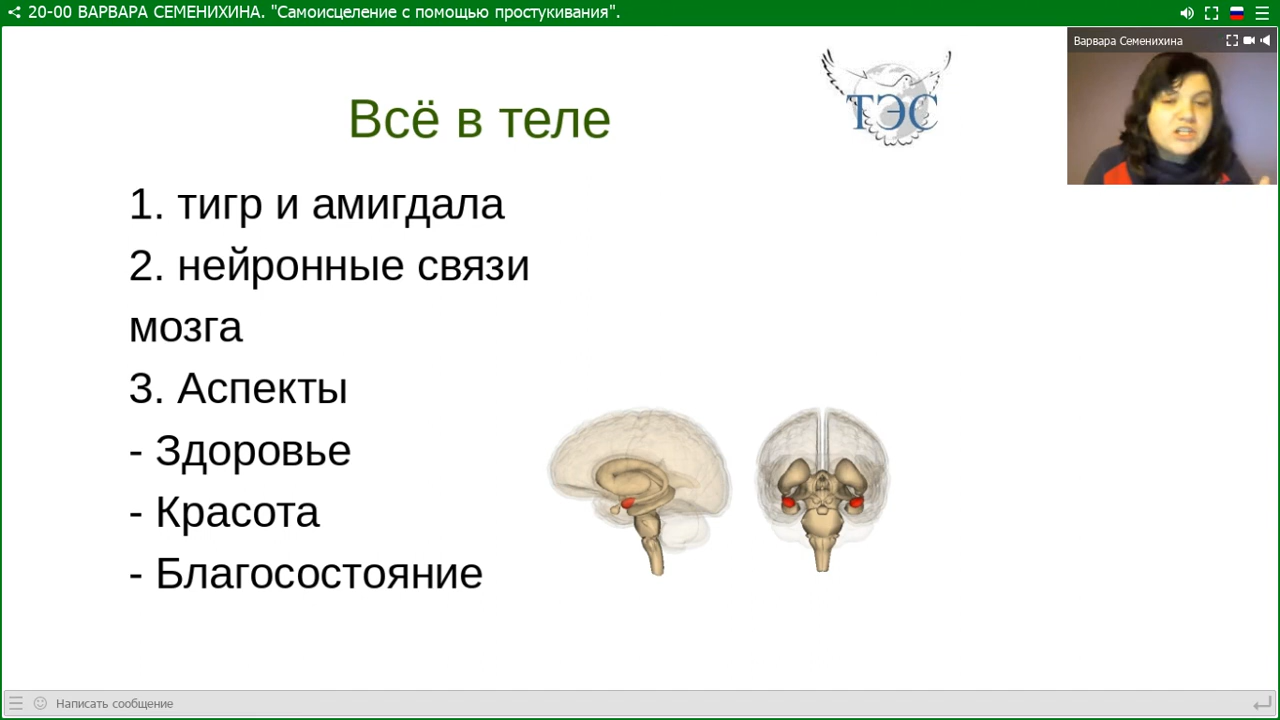 20-00 ВАРВАРА СЕМЕНИХИНА. "Самоисцеление с помощью простукивания".
Варвара Семенихина
ТЭС
Всё в теле
1. тигр и амигдала
2. нейронные связи
мозга
3. Аспекты
- Здоровье
- Красота
- Благосостояние
Написать сообщение